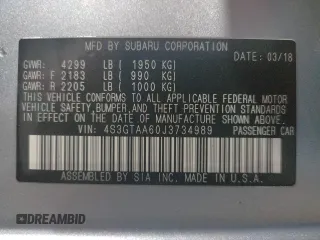 MFD BY SUBARU CORPORATION
GVWR: 4299 LB ( 1950 KG) DATE: 03/18
GAWR: F 2183 LB ( 990 KG)
GAWR: R 2205 LB ( 1000 KG)
THIS VEHICLE CONFORMS TO ALL APPLICABLE FEDERAL MOTOR
VEHICLE SAFETY, BUMPER, AND THEFT PREVENTION STANDARDS
IN EFFECT ON THE DATE OF MANUFACTURE SHOWN ABOVE.
VIN: 4S3GTAA60J3734989 PASSENGER CAR
ASSEMBLED BY SIA INC. MADE IN U.S.A.
DREAMBID